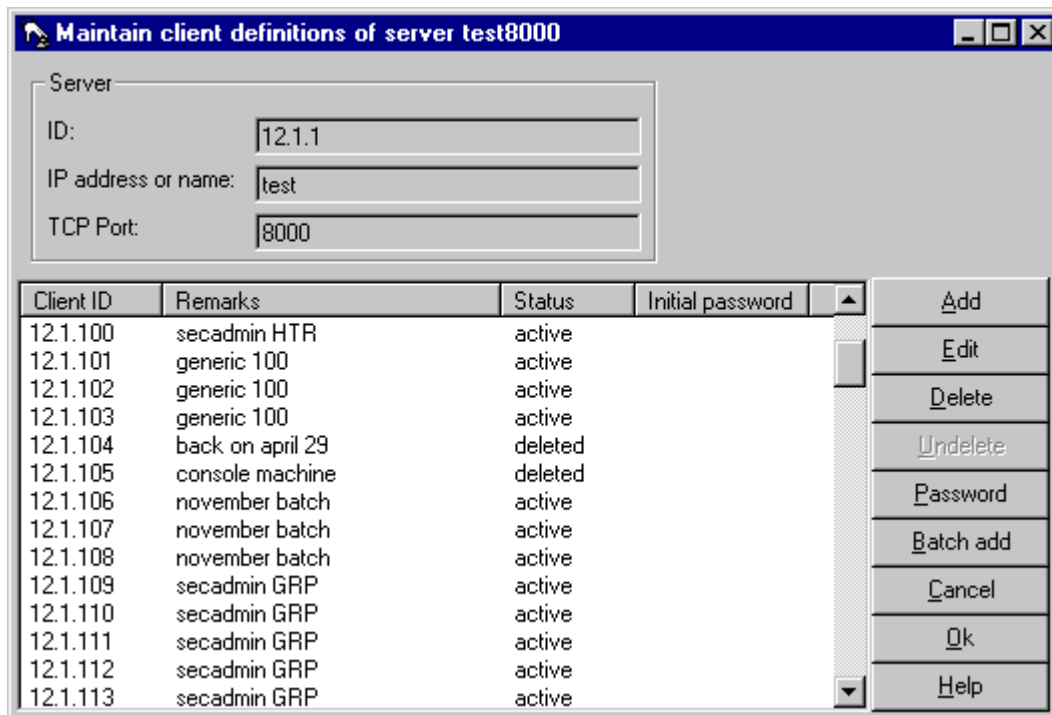 Maintain client definitions of server test8000
Server
ID: 12.1.1
IP address or name: test
TCP Port: 8000
Client ID Remarks Status Initial password
12.1.100 secadmin HTR active
12.1.101 generic 100 active
12.1.102 generic 100 active
12.1.103 generic 100 active
12.1.104 back on april 29 deleted
12.1.105 console machine deleted
12.1.106 november batch active
12.1.107 november batch active
12.1.108 november batch active
12.1.109 secadmin GRP active
12.1.110 secadmin GRP active
12.1.111 secadmin GRP active
12.1.112 secadmin GRP active
12.1.113 secadmin GRP active
Add
Edit
Delete
Undelete
Password
Batch add
Cancel
Ok
Help